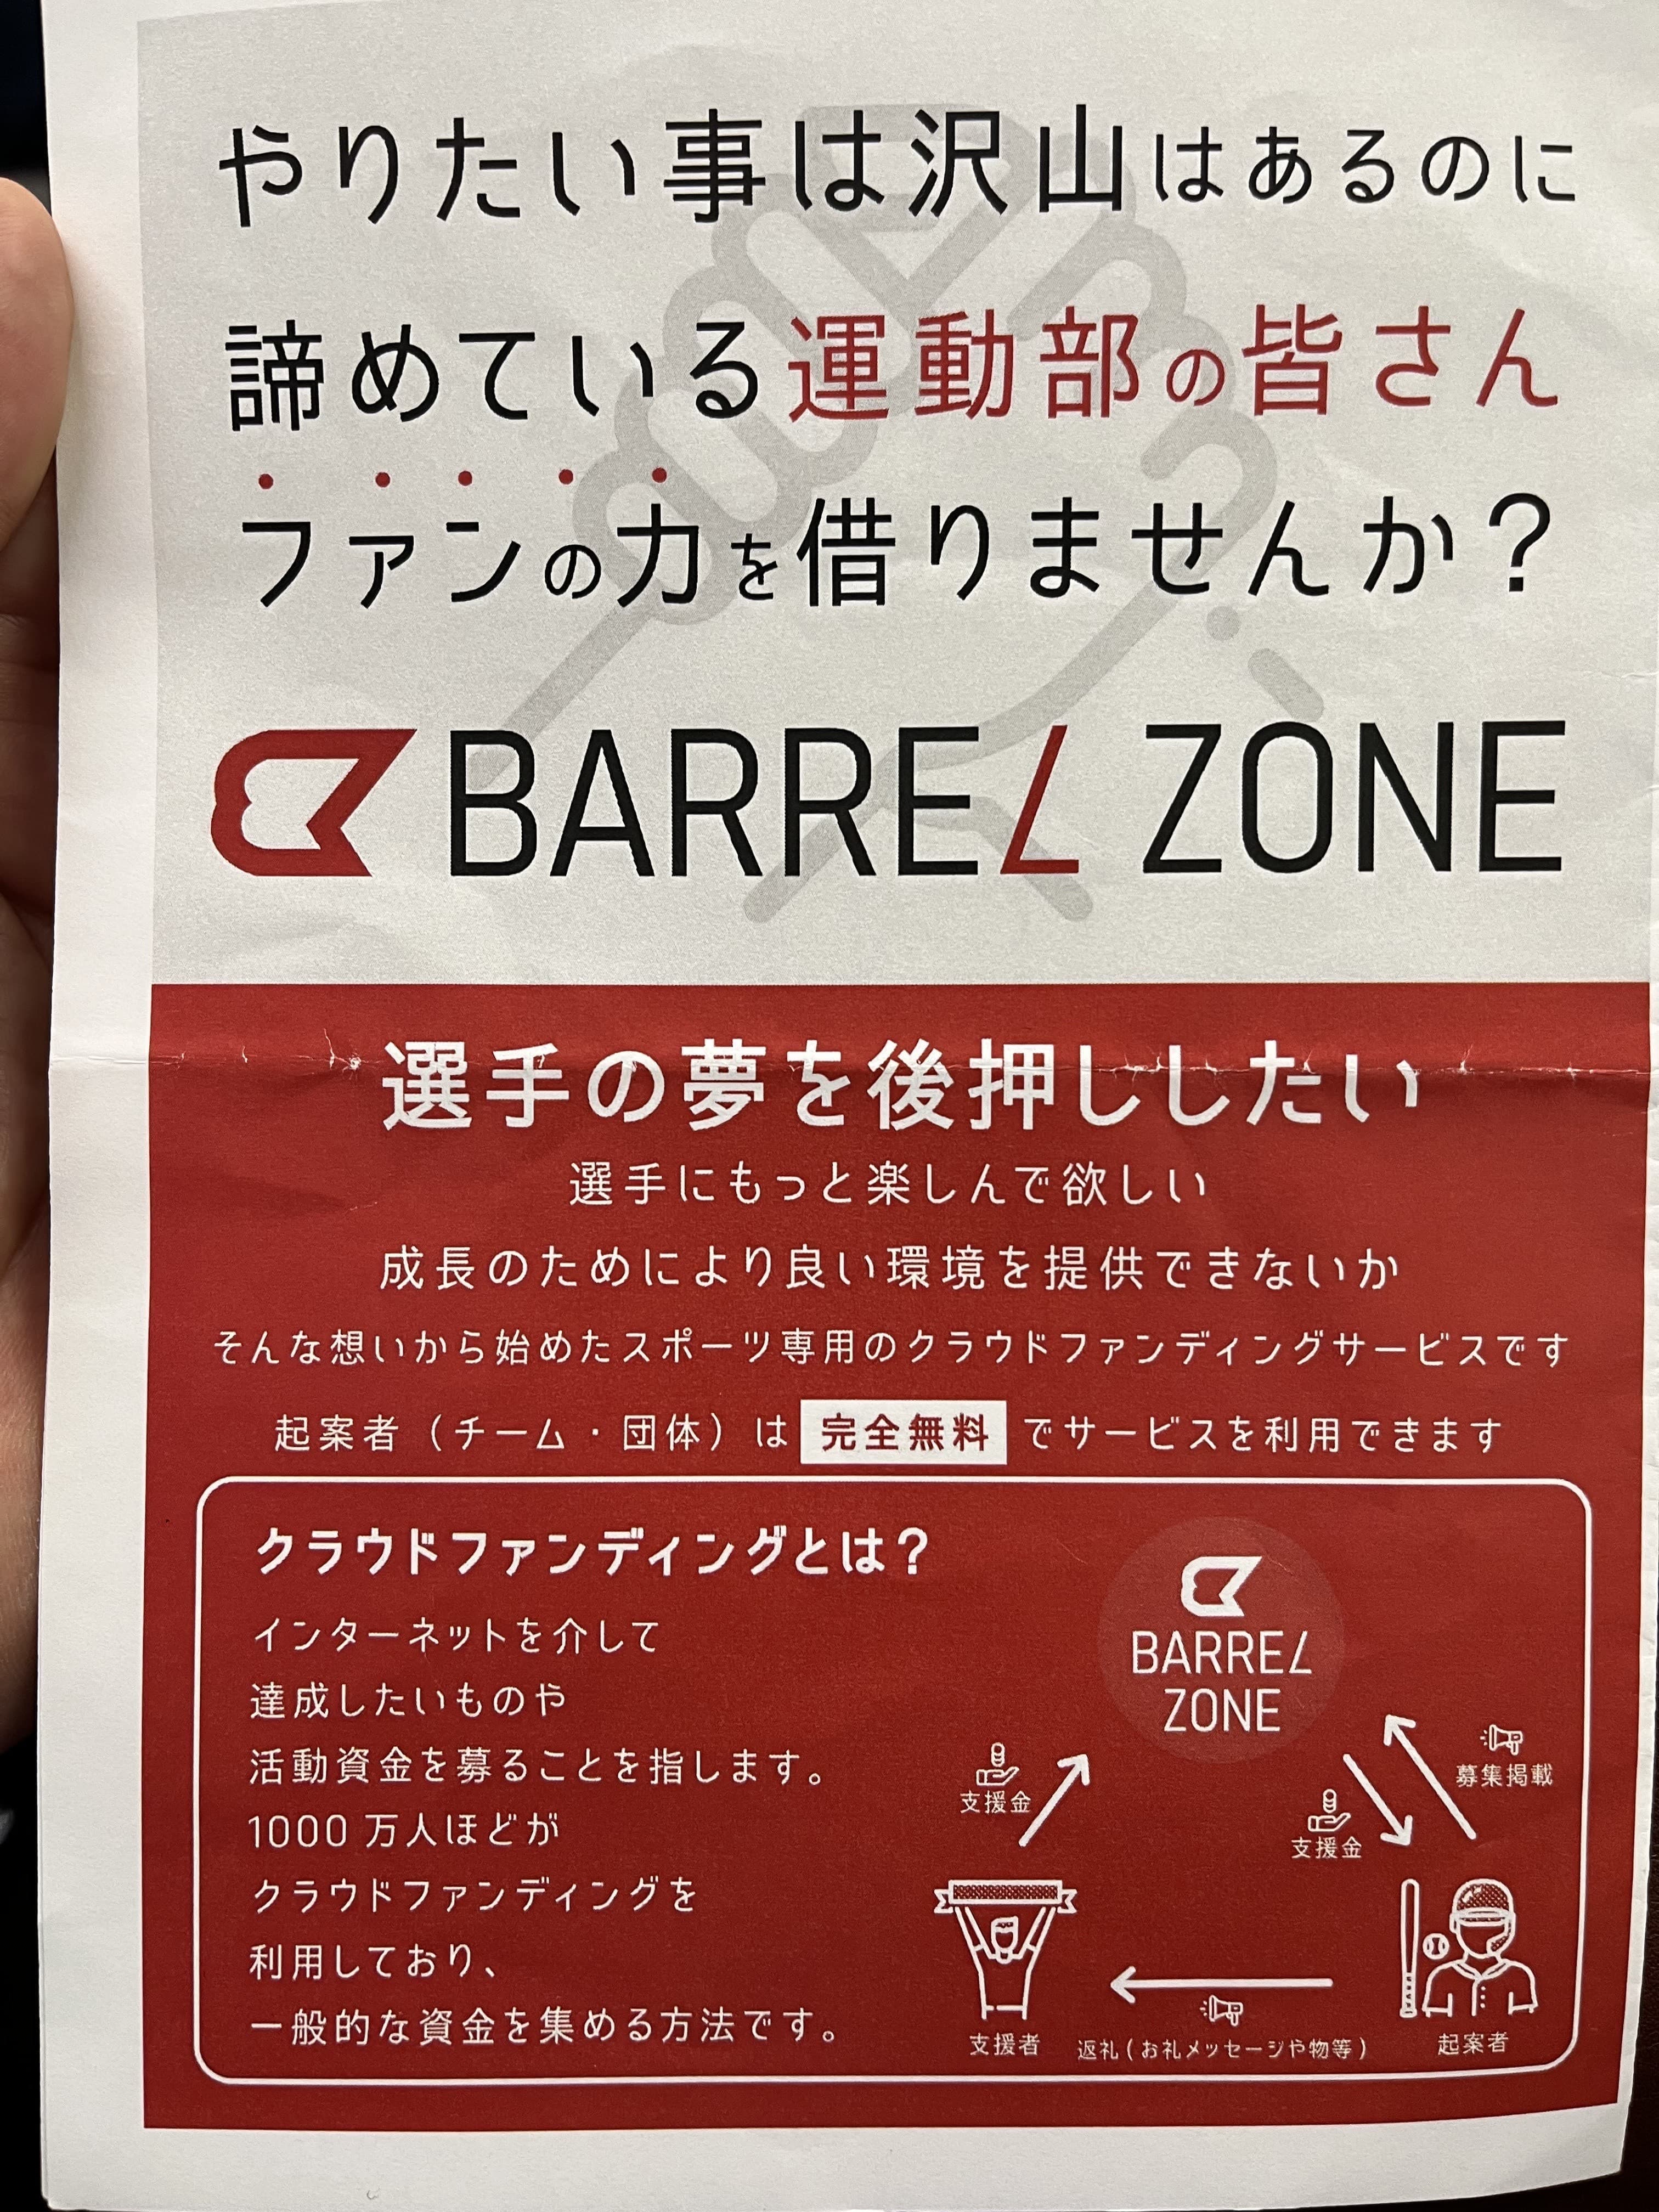 やりたい事は沢山はあるのに
諦めている運動部の皆さん
ファンの力を借りませんか？
BARREL ZONE
選手の夢を後押ししたい
選手にもっと楽しんで欲しい
成長のためにより良い環境を提供できないか
そんな想いから始めたスポーツ専用のクラウドファンディングサービスです
起案者（チーム・団体）は 完全無料 でサービスを利用できます
クラウドファンディングとは？
インターネットを介して
達成したいものや
活動資金を募ることを指します。
1000 万人ほどが
クラウドファンディングを
利用しており、
一般的な資金を集める方法です。
BARREL
ZONE
支援金
募集掲載
支援金
支援者
返礼(お礼メッセージや物等)
起案者